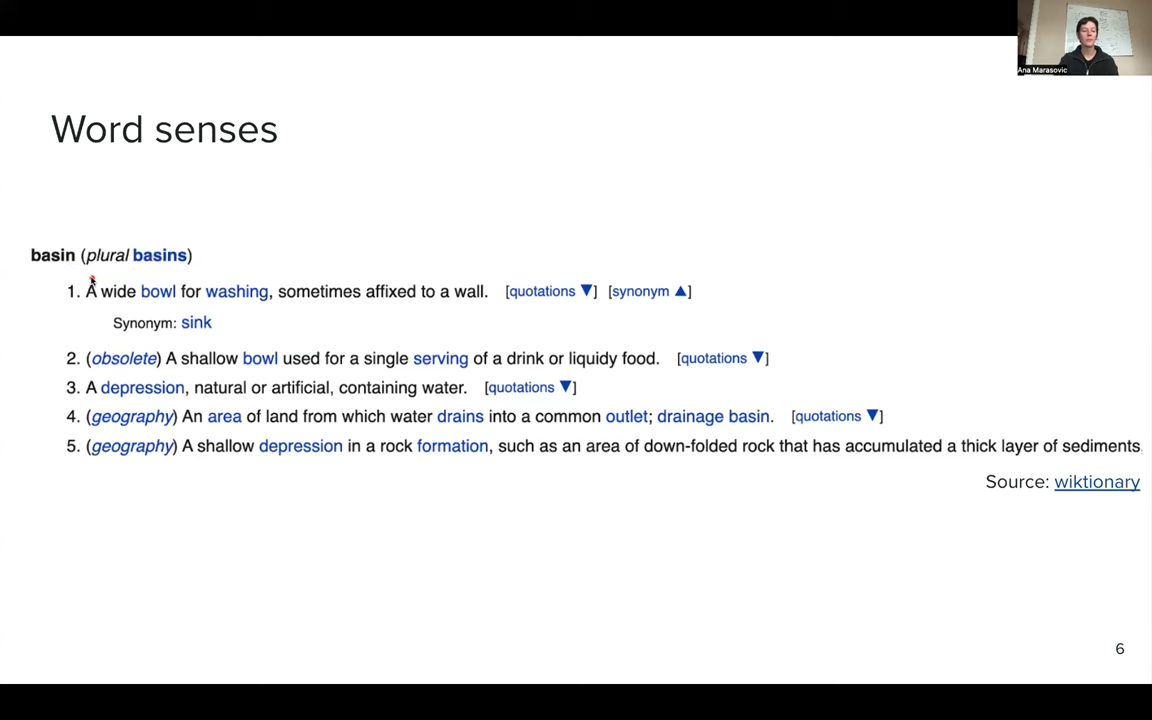 Ana Marasovic
Word senses
basin (plural basins)
1. A wide bowl for washing, sometimes affixed to a wall. [quotations ▼] [synonym ▲]
Synonym: sink
2. (obsolete) A shallow bowl used for a single serving of a drink or liquidy food. [quotations ▼]
3. A depression, natural or artificial, containing water. [quotations ▼]
4. (geography) An area of land from which water drains into a common outlet; drainage basin. [quotations ▼]
5. (geography) A shallow depression in a rock formation, such as an area of down-folded rock that has accumulated a thick layer of sediments
Source: wiktionary
6